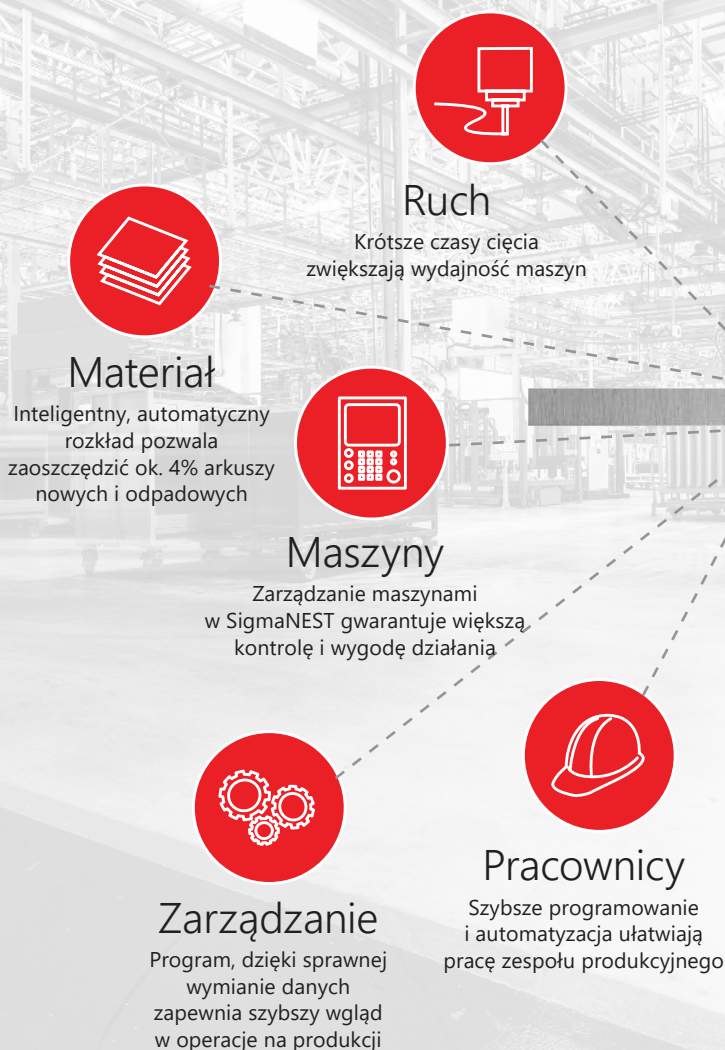 Ruch
Krótsze czasy cięcia
zwiększają wydajność maszyn
Materiał
Inteligentny, automatyczny
rozkład pozwala
zaoszczędzić ok. 4% arkuszy
nowych i odpadowych
Maszyny
Zarządzanie maszynami
w SigmaNEST gwarantuje większą
kontrolę i wygodę działania
Pracownicy
Szybsze programowanie
i automatyzacja ułatwiają
pracę zespołu produkcyjnego
Zarządzanie
Program, dzięki sprawnej
wymianie danych
zapewnia szybszy wgląd
w operacje na produkcji